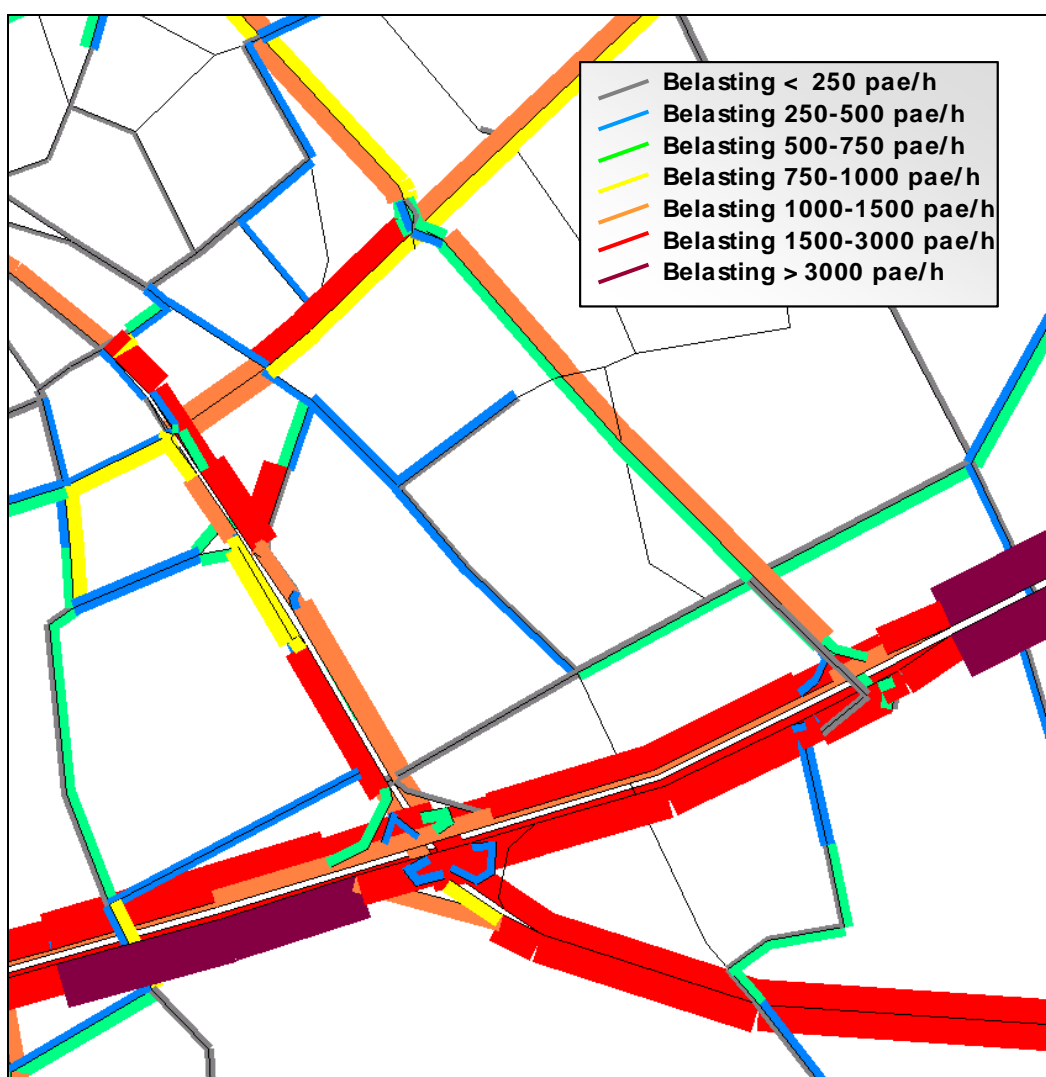 Belasting < 250 pae/h
Belasting 250-500 pae/h
Belasting 500-750 pae/h
Belasting 750-1000 pae/h
Belasting 1000-1500 pae/h
Belasting 1500-3000 pae/h
Belasting > 3000 pae/h